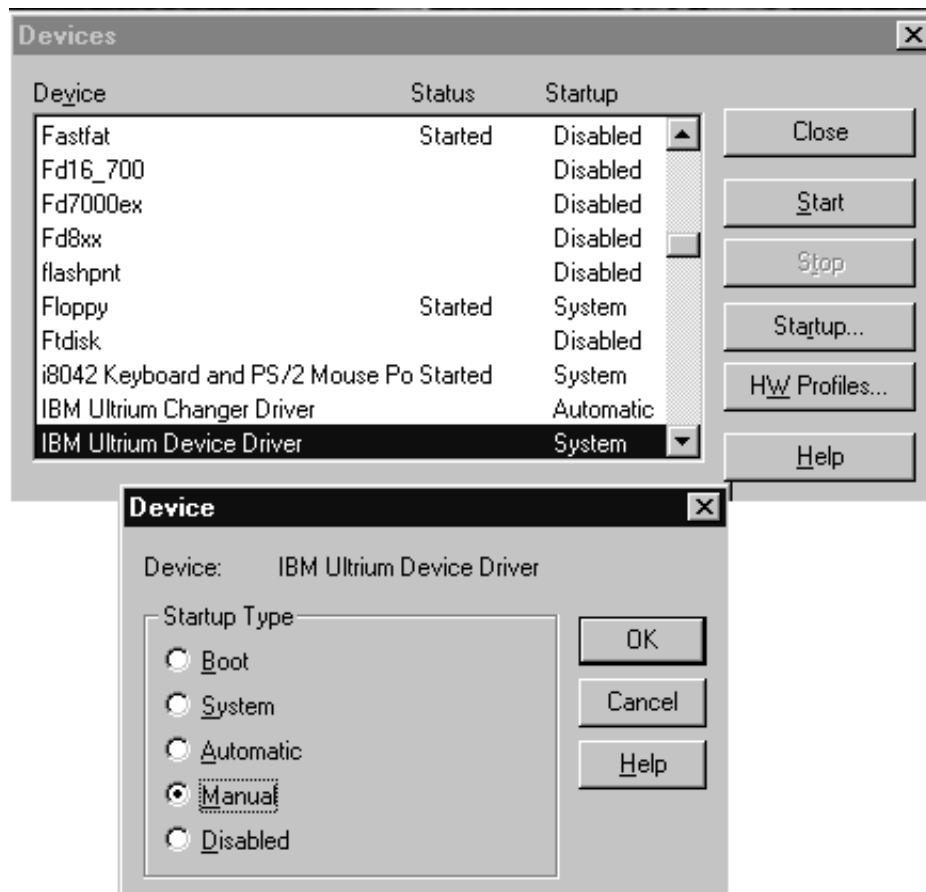 Devices
Device Status Startup
Fastfat Started Disabled
Fd16_700 Disabled
Fd7000ex Disabled
Fd8xx Disabled
flashpnt Disabled
Floppy Started System
Ftdisk Disabled
i8042 Keyboard and PS/2 Mouse Po Started System
IBM Ultrium Changer Driver Automatic
IBM Ultrium Device Driver System
Close
Start
Stop
Startup...
HW Profiles...
Help
Device
Device: IBM Ultrium Device Driver
Startup Type
Boot
System
Automatic
Manual
Disabled
OK
Cancel
Help